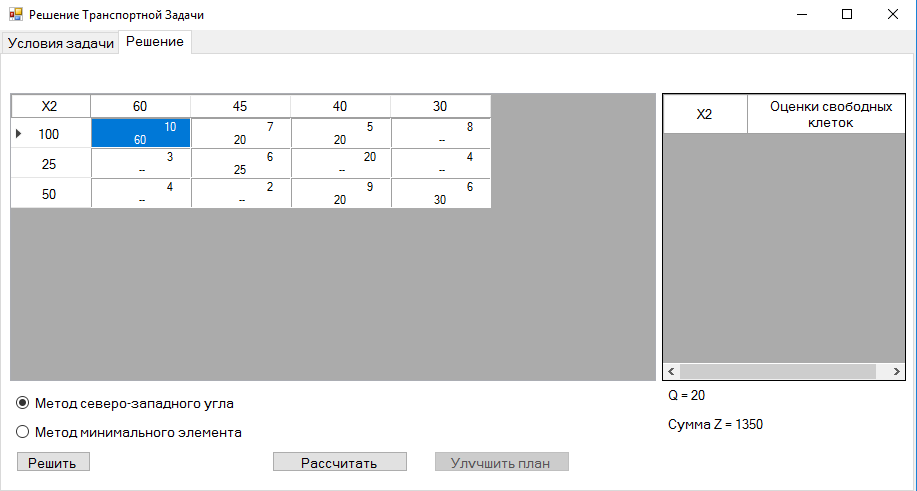 Решение Транспортной Задачи
Условия задачи Решение
X2 60 45 40 30
100 10 7 5 8
60 20 20 --
25 3 6 20 4
-- 25 -- --
50 4 2 9 6
-- -- 20 30
X2 Оценки свободных
клеток
Q = 20
Сумма Z = 1350
Метод северо-западного угла
Метод минимального элемента
Решить Рассчитать Улучшить план